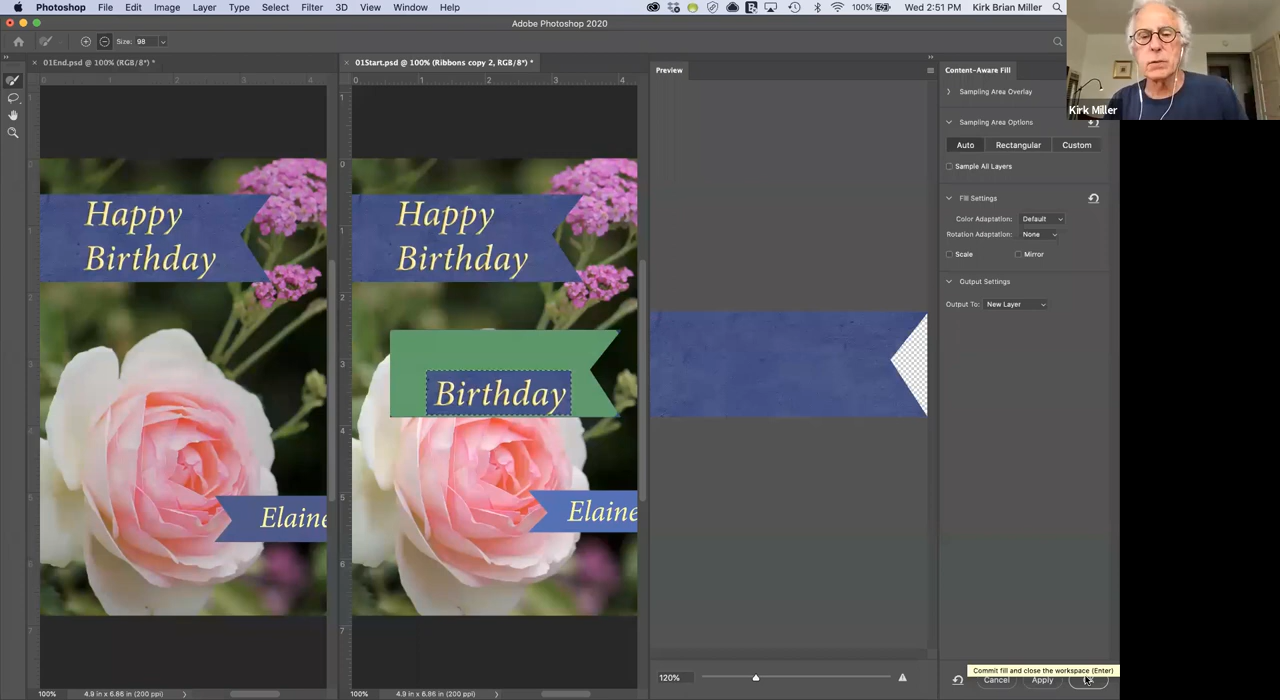 Photoshop File Edit Image Layer Type Select Filter 3D View Window Help 100% Wed 2:51 PM Kirk Brian Miller
Adobe Photoshop 2020
Size: 98
01End.psd @ 100% (RGB/8*) *
01Start.psd @ 100% (Ribbons copy 2, RGB/8*) *
Preview
Content-Aware Fill
Sampling Area Overlay
Kirk Miller
Sampling Area Options
Auto Rectangular Custom
Sample All Layers
Fill Settings
Color Adaptation: Default
Rotation Adaptation: None
Scale Mirror
Output Settings
Output To: New Layer
Happy
Birthday
Elaine
Happy
Birthday
Birthday
Elaine
100% 4.9 in x 6.86 in (200 ppi)
100% 4.9 in x 6.86 in (200 ppi)
120%
Commit fill and close the workspace (Enter)
Cancel Apply